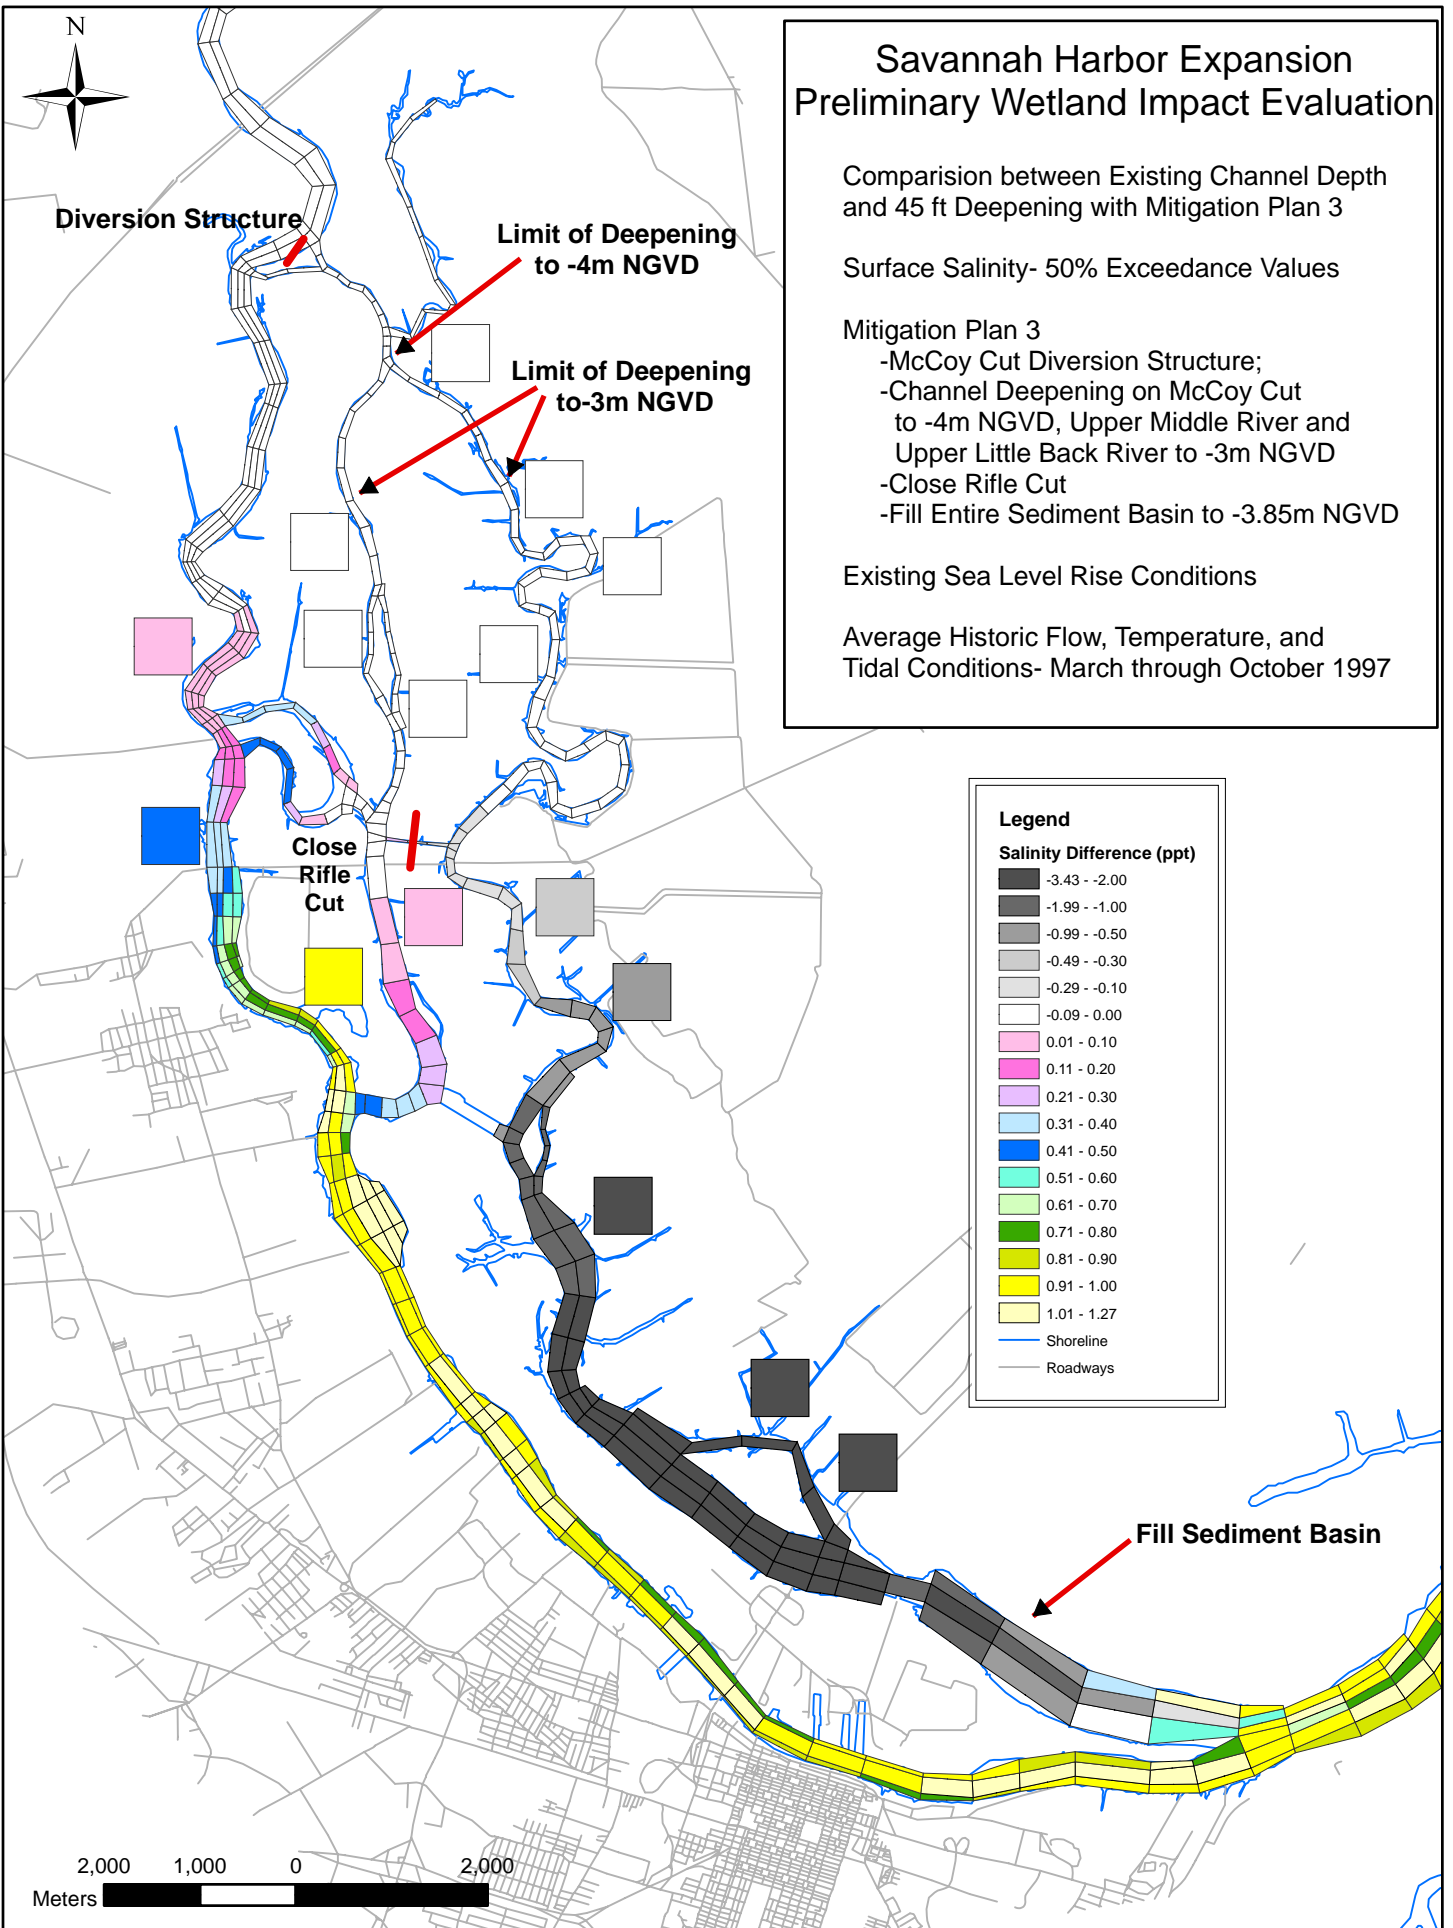 N
Savannah Harbor Expansion
Preliminary Wetland Impact Evaluation
Comparision between Existing Channel Depth
and 45 ft Deepening with Mitigation Plan 3
Surface Salinity- 50% Exceedance Values
Mitigation Plan 3
-McCoy Cut Diversion Structure;
-Channel Deepening on McCoy Cut
to -4m NGVD, Upper Middle River and
Upper Little Back River to -3m NGVD
-Close Rifle Cut
-Fill Entire Sediment Basin to -3.85m NGVD
Existing Sea Level Rise Conditions
Average Historic Flow, Temperature, and
Tidal Conditions- March through October 1997
Diversion Structure
Limit of Deepening
to -4m NGVD
Limit of Deepening
to-3m NGVD
Close
Rifle
Cut
Legend
Salinity Difference (ppt)
-3.43 - -2.00
-1.99 - -1.00
-0.99 - -0.50
-0.49 - -0.30
-0.29 - -0.10
-0.09 - 0.00
0.01 - 0.10
0.11 - 0.20
0.21 - 0.30
0.31 - 0.40
0.41 - 0.50
0.51 - 0.60
0.61 - 0.70
0.71 - 0.80
0.81 - 0.90
0.91 - 1.00
1.01 - 1.27
Shoreline
Roadways
Fill Sediment Basin
2,000 1,000 0 2,000
Meters